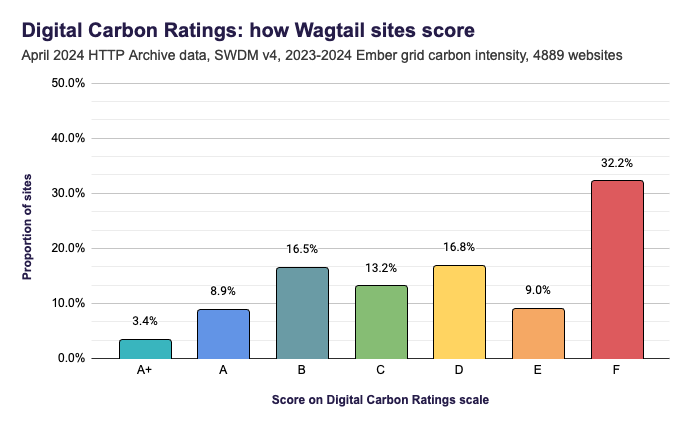 Digital Carbon Ratings: how Wagtail sites score
April 2024 HTTP Archive data, SWDM v4, 2023-2024 Ember grid carbon intensity, 4889 websites
Proportion of sites
50.0%
40.0%
30.0%
20.0%
10.0%
0.0%
3.4%
8.9%
16.5%
13.2%
16.8%
9.0%
32.2%
A+
A
B
C
D
E
F
Score on Digital Carbon Ratings scale